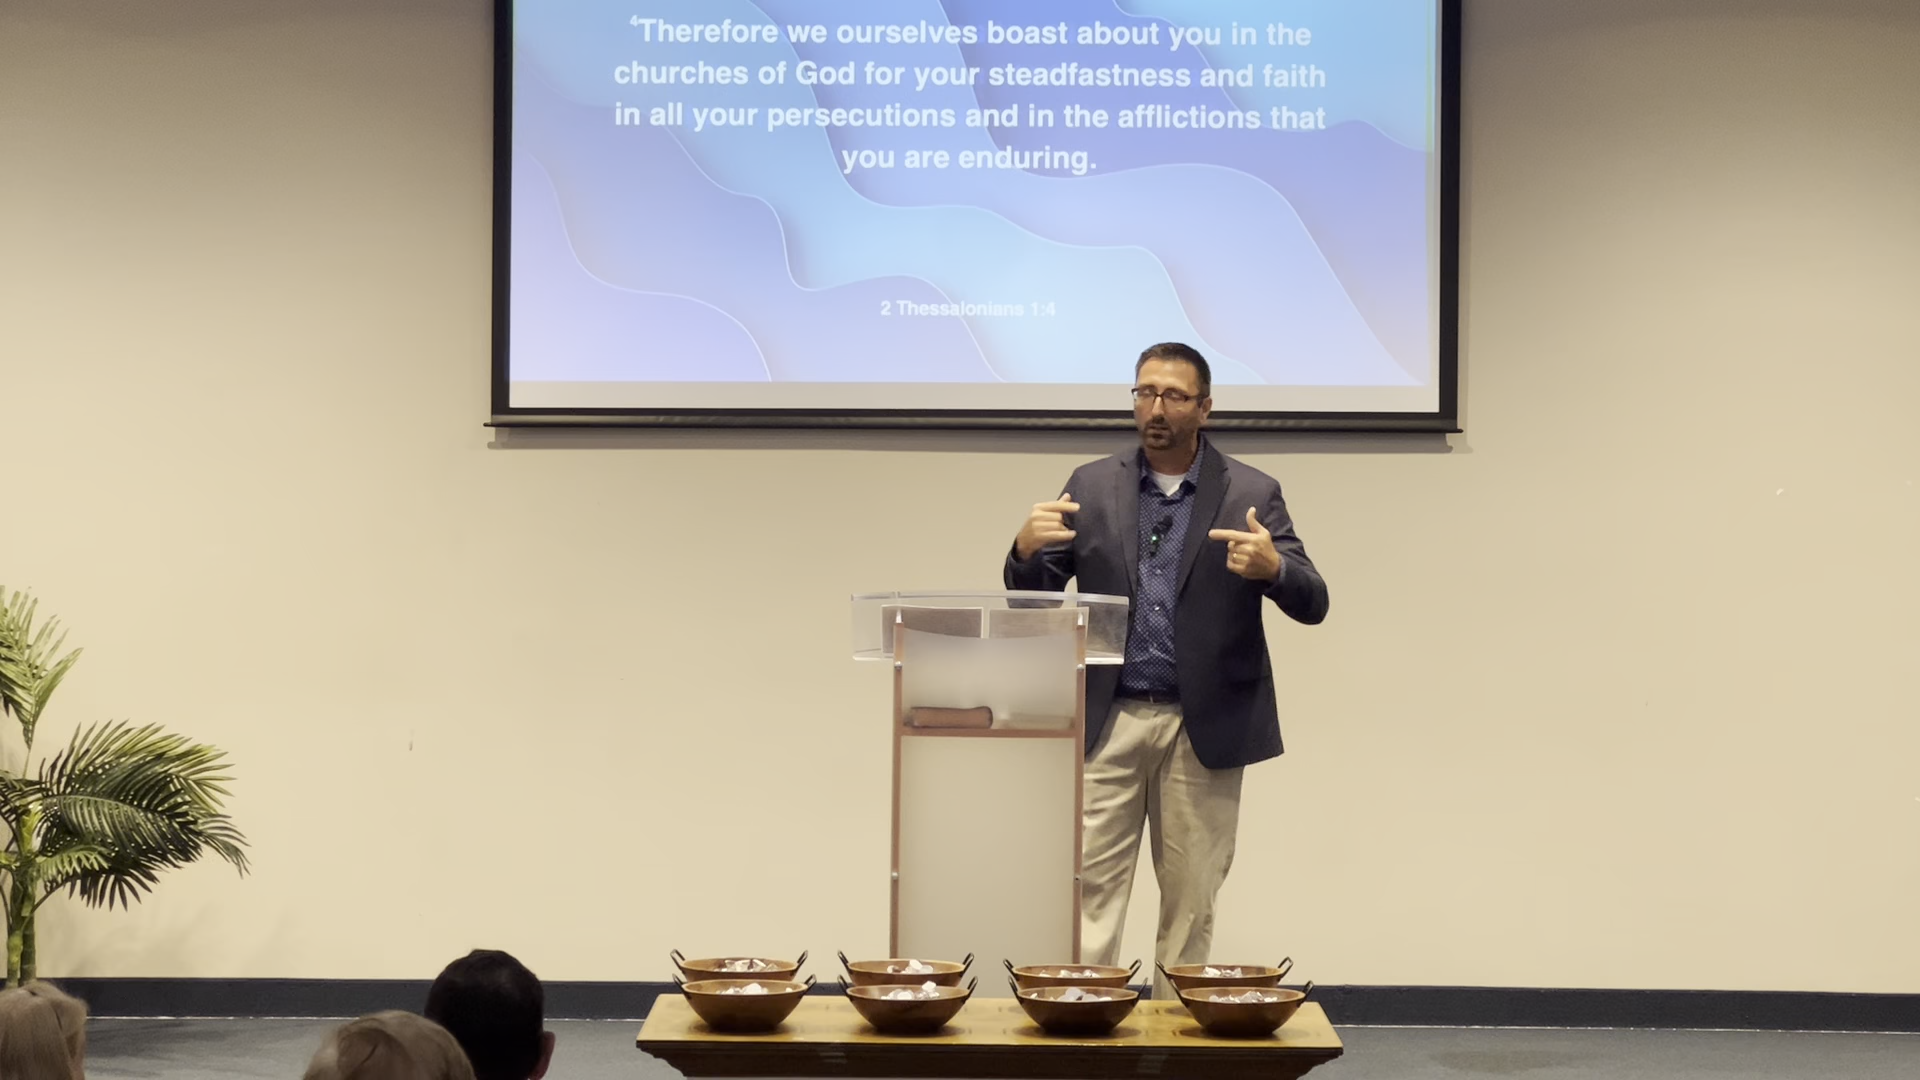 ⁴Therefore we ourselves boast about you in the
churches of God for your steadfastness and faith
in all your persecutions and in the afflictions that
you are enduring.
2 Thessalonians 1:4